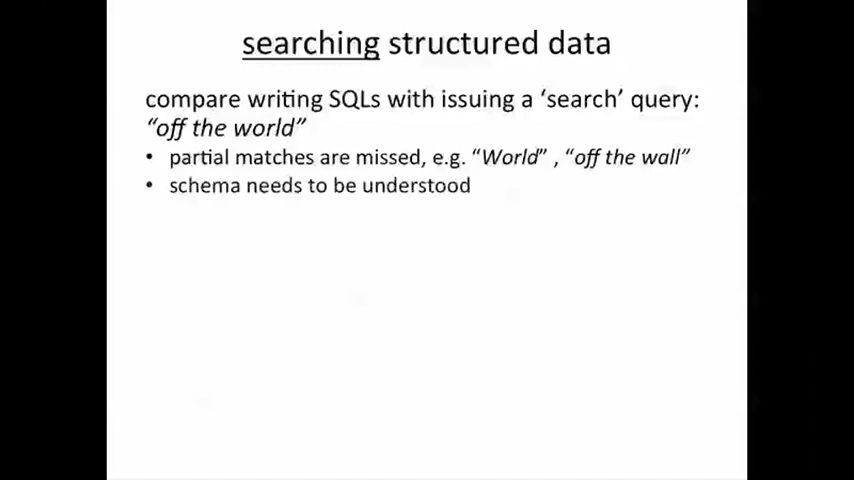 searching structured data
compare writing SQLs with issuing a ‘search’ query:
“off the world”
• partial matches are missed, e.g. “World” , “off the wall”
• schema needs to be understood